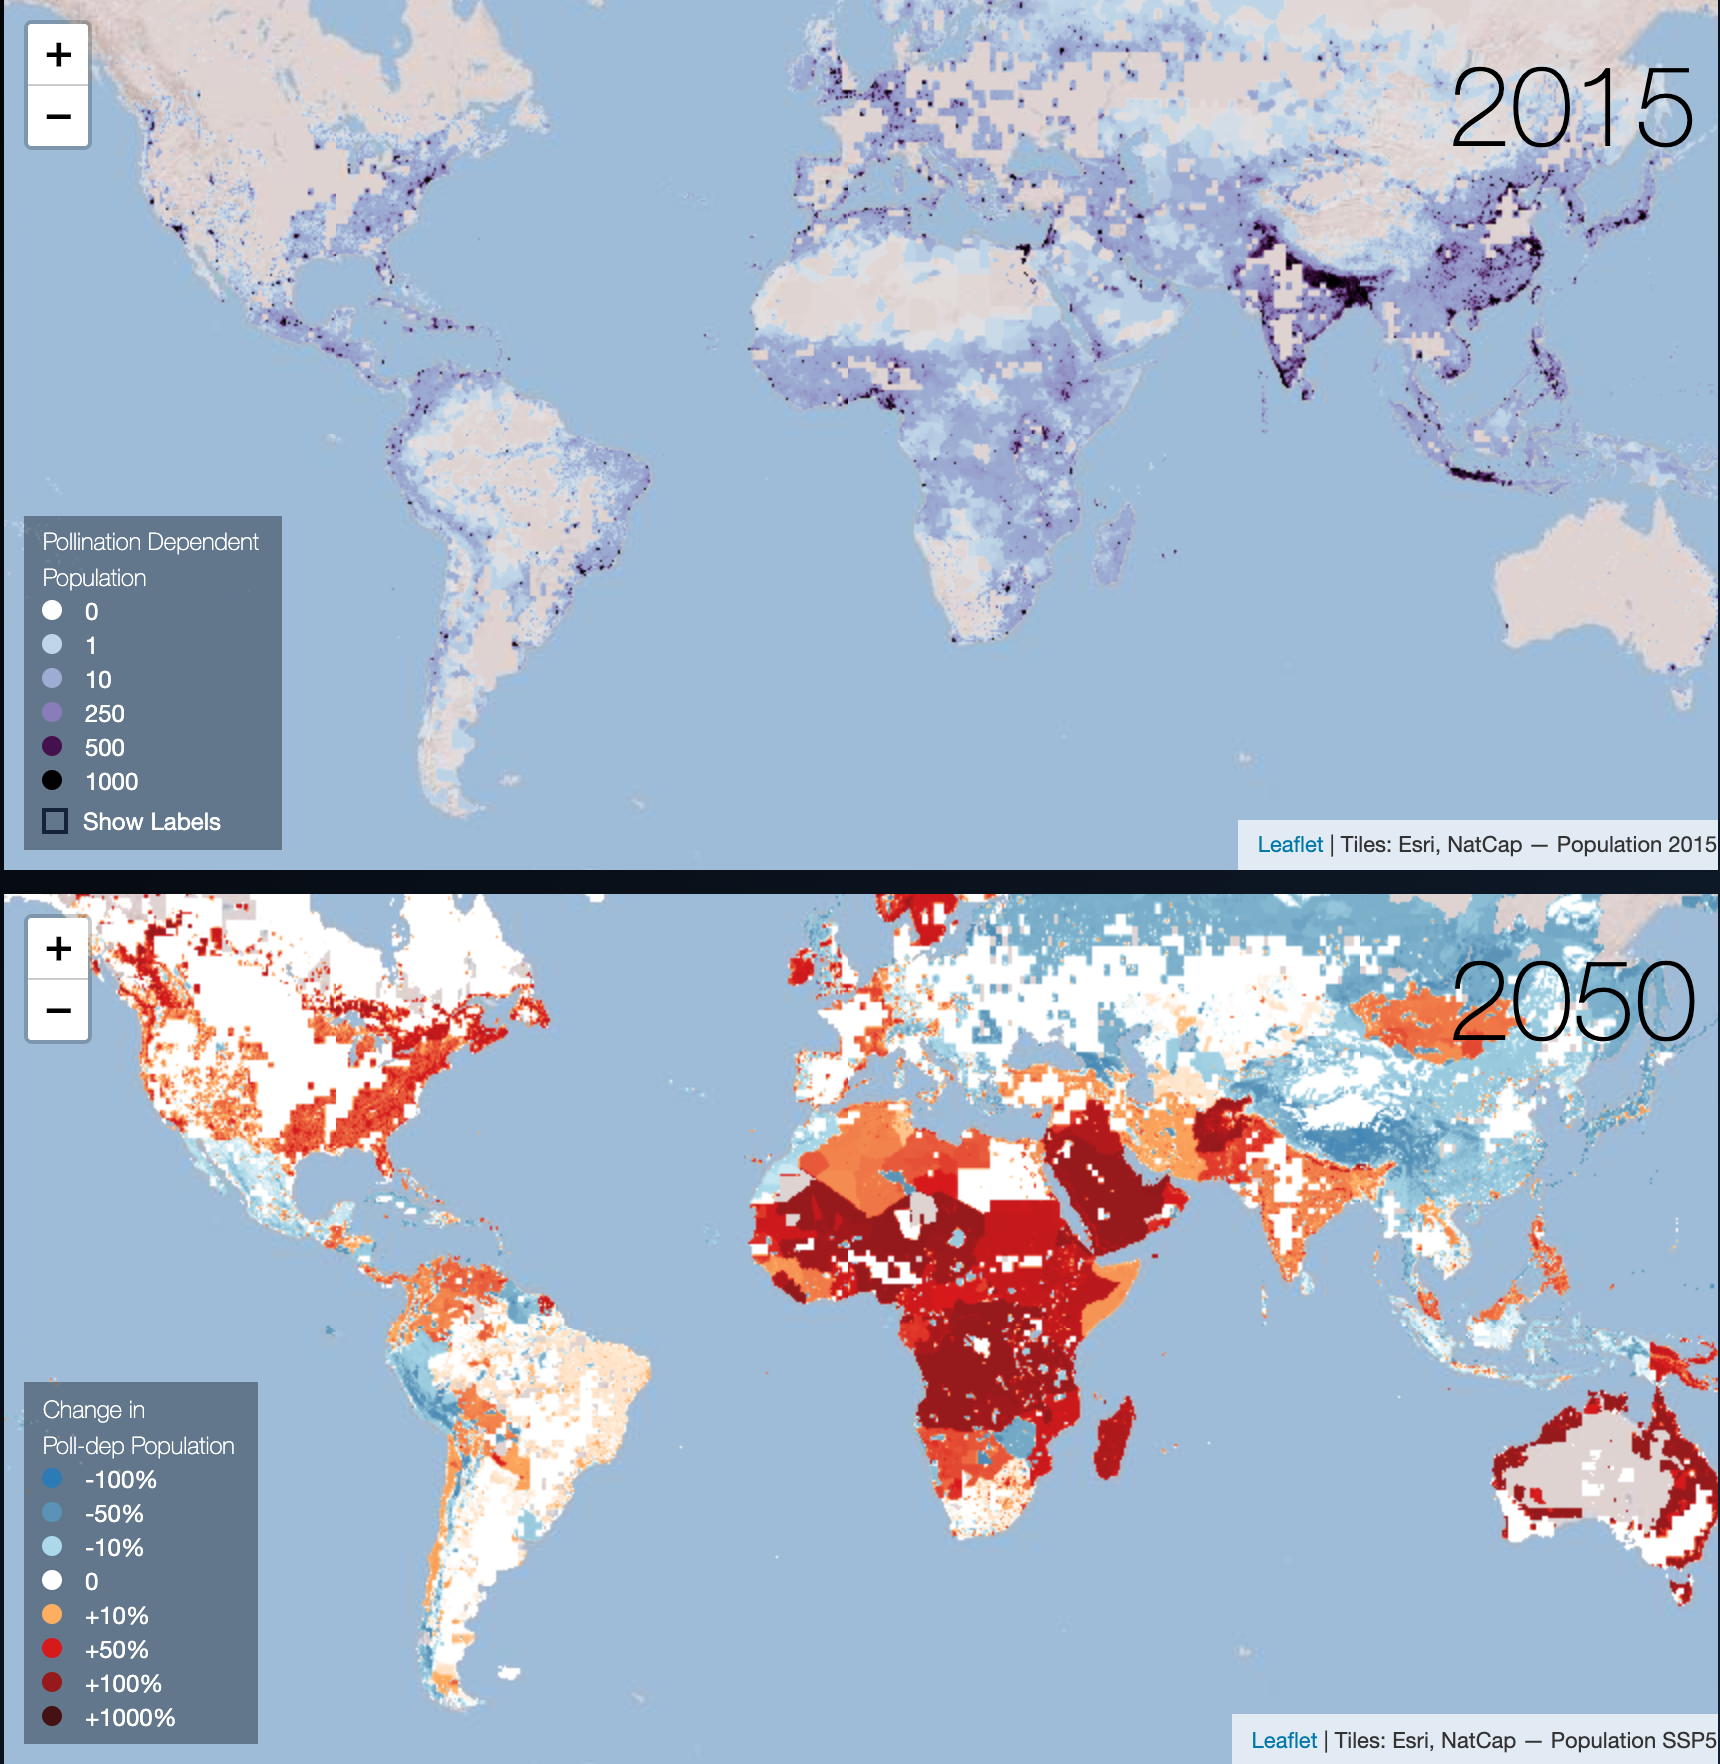 +
−
2015
Pollination Dependent
Population
0
1
10
250
500
1000
Show Labels
Leaflet | Tiles: Esri, NatCap — Population 2015
+
−
2050
Change in
Poll-dep Population
-100%
-50%
-10%
0
+10%
+50%
+100%
+1000%
Leaflet | Tiles: Esri, NatCap — Population SSP5